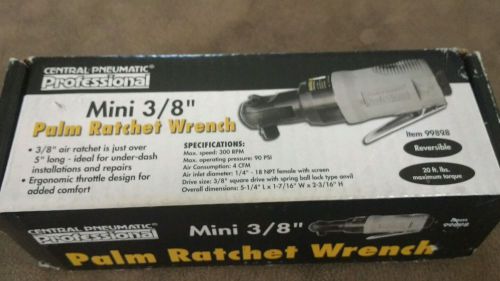 CENTRAL PNEUMATIC®
Professional
Mini 3/8"
Palm Ratchet Wrench
• 3/8" air ratchet is just over
5" long - ideal for under-dash
installations and repairs
• Ergonomic throttle design for
added comfort
SPECIFICATIONS:
Max. speed: 300 RPM
Max. operating pressure: 90 PSI
Air Consumption: 4 CFM
Air inlet diameter: 1/4" - 18 NPT female with screen
Drive size: 3/8" square drive with spring ball lock type anvil
Overall dimensions: 5-1/4" L x 1-7/16" W x 2-3/16" H
Item 99828
Reversible
20 ft. lbs.
maximum torque
CENTRAL PNEUMATIC®
Professional
Mini 3/8"
Palm Ratchet Wrench
Item
99828